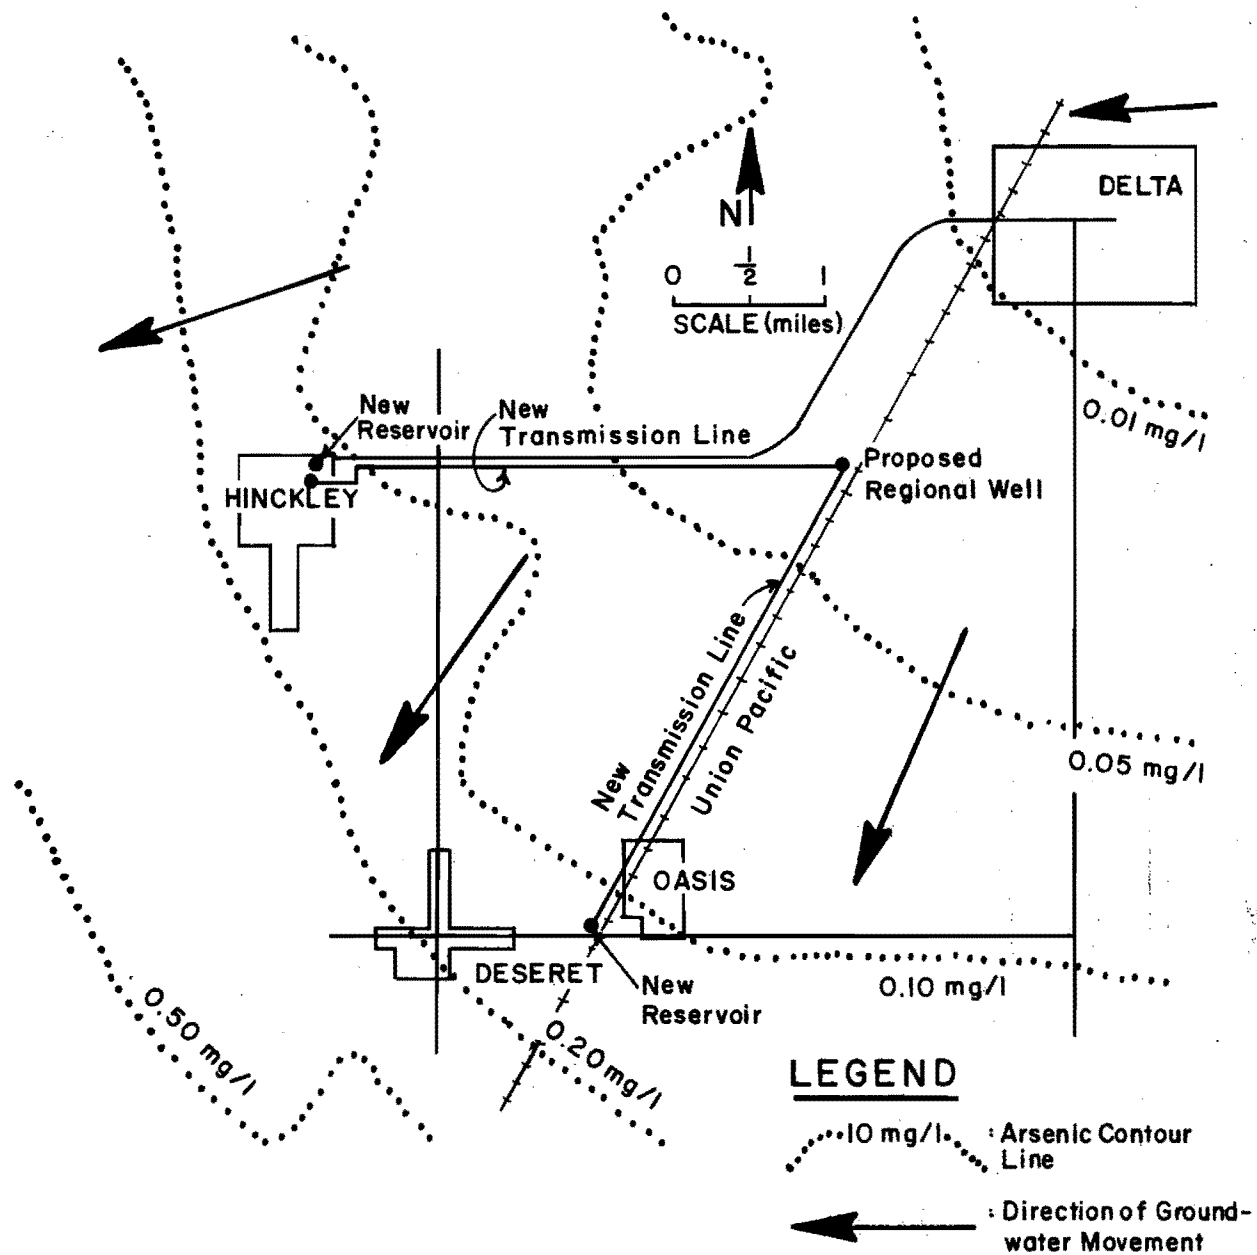 DELTA
N
0 1/2 1
SCALE (miles)
0.01 mg/l
New
Reservoir
New
Transmission Line
HINCKLEY
Proposed
Regional Well
New
Transmission Line
Union Pacific
0.05 mg/l
OASIS
DESERET
New
Reservoir
0.10 mg/l
0.50 mg/l
0.20 mg/l
LEGEND
10 mg/l
: Arsenic Contour
Line
: Direction of Ground-
water Movement